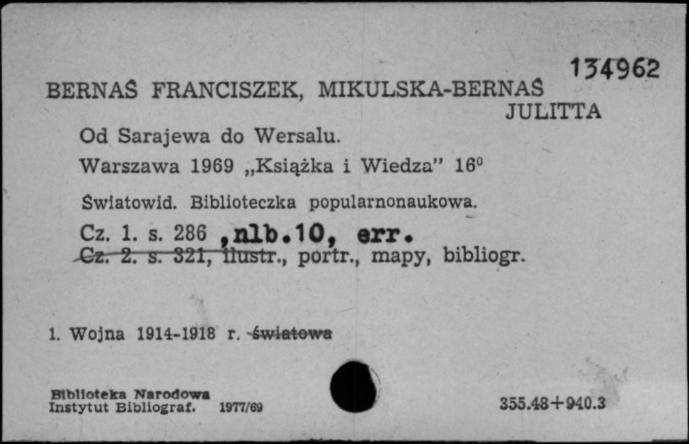 134962
BERNAŚ FRANCISZEK, MIKULSKA-BERNAŚ
JULITTA
Od Sarajewa do Wersalu.
Warszawa 1969 „Książka i Wiedza” 16⁰
Światowid. Biblioteczka popularnonaukowa.
Cz. 1. s. 286 ,nlb.10, err.
Cz. 2. s. 321, ilustr., portr., mapy, bibliogr.
1. Wojna 1914-1918 r. światowa
Biblioteka Narodowa
Instytut Bibliograf. 1977/69
355.48+940.3